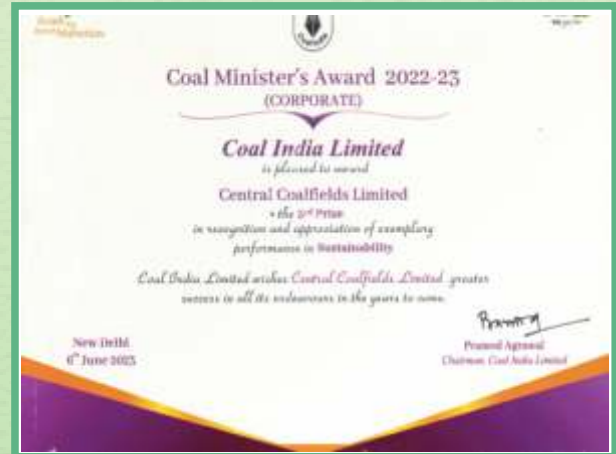 Coal Minister's Award 2022-23
(CORPORATE)
Coal India Limited
is pleased to award
Central Coalfields Limited
the Prize
in recognition and appreciation of exemplary
performance in Sustainability
Coal India Limited wishes Central Coalfields Limited greater
success in all its endeavours in the years to come.
New Delhi
6th June 2023
Pramod Agrawal
Chairman, Coal India Limited